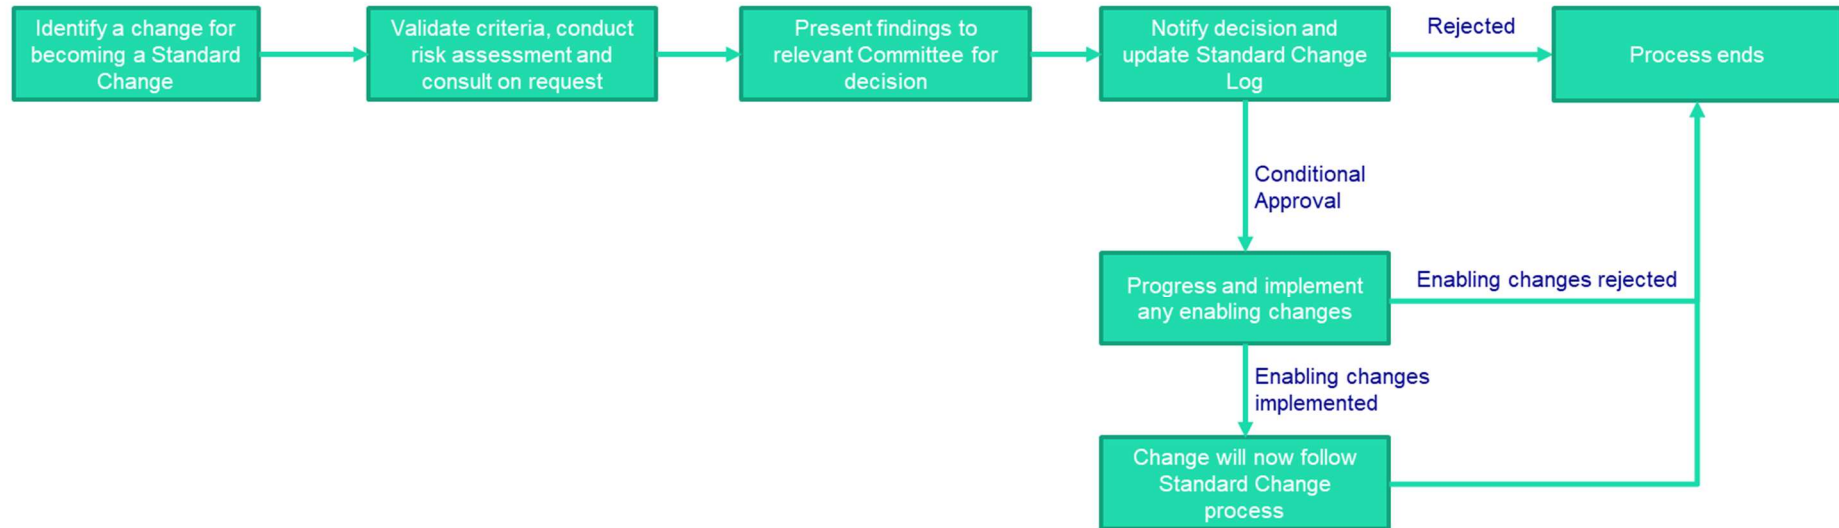 Identify a change for
becoming a Standard
Change
Validate criteria, conduct
risk assessment and
consult on request
Present findings to
relevant Committee for
decision
Notify decision and
update Standard Change
Log
Rejected
Process ends
Conditional
Approval
Progress and implement
any enabling changes
Enabling changes rejected
Enabling changes
implemented
Change will now follow
Standard Change
process